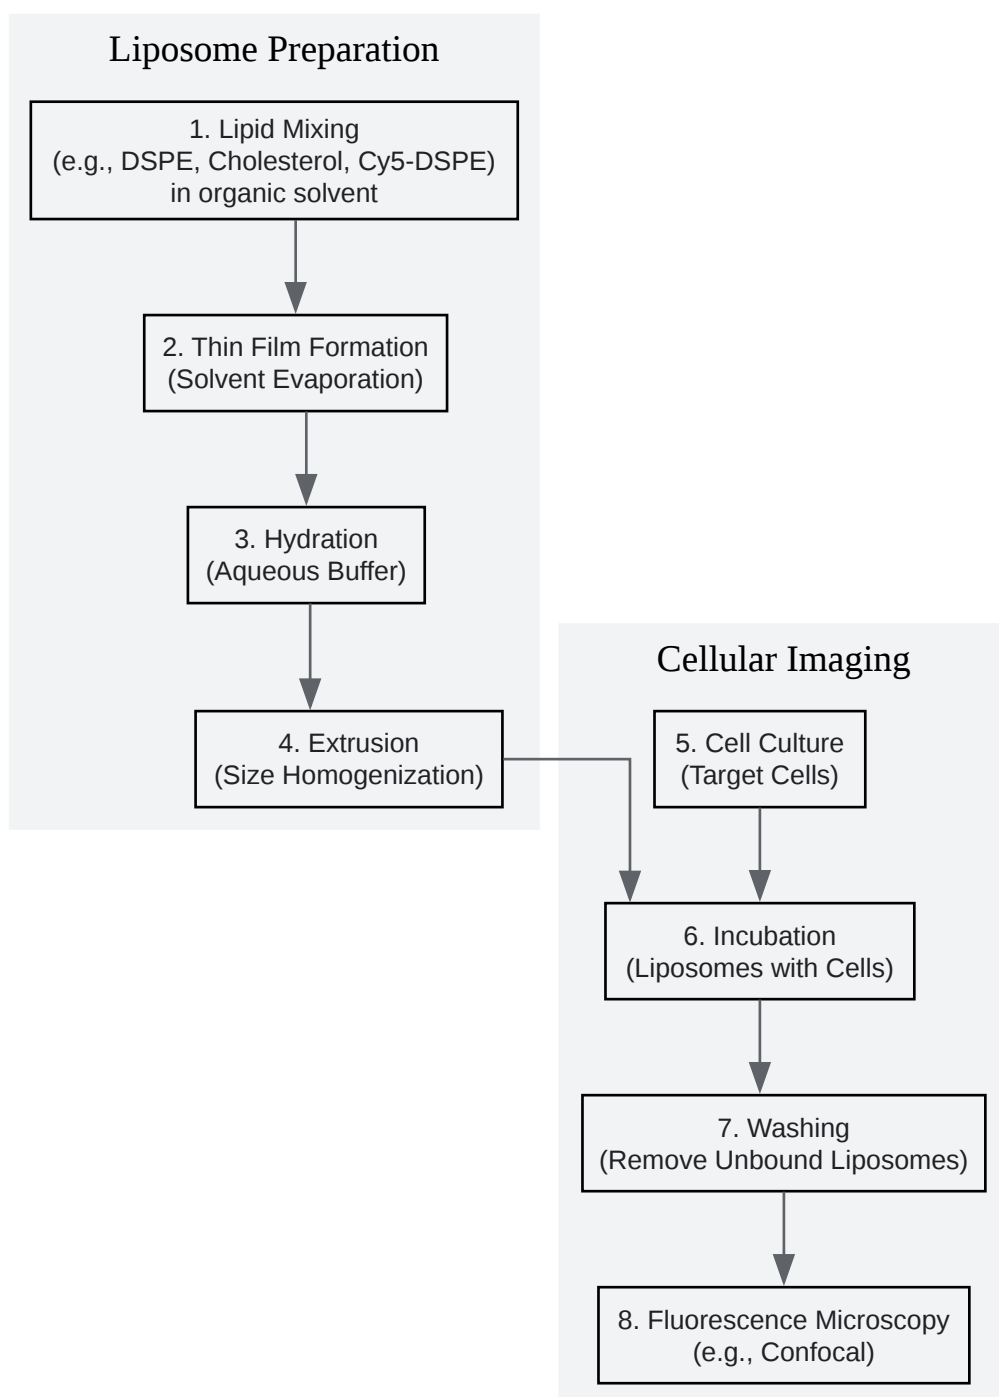 Liposome Preparation
1. Lipid Mixing
(e.g., DSPE, Cholesterol, Cy5-DSPE)
in organic solvent
2. Thin Film Formation
(Solvent Evaporation)
3. Hydration
(Aqueous Buffer)
4. Extrusion
(Size Homogenization)
Cellular Imaging
5. Cell Culture
(Target Cells)
6. Incubation
(Liposomes with Cells)
7. Washing
(Remove Unbound Liposomes)
8. Fluorescence Microscopy
(e.g., Confocal)